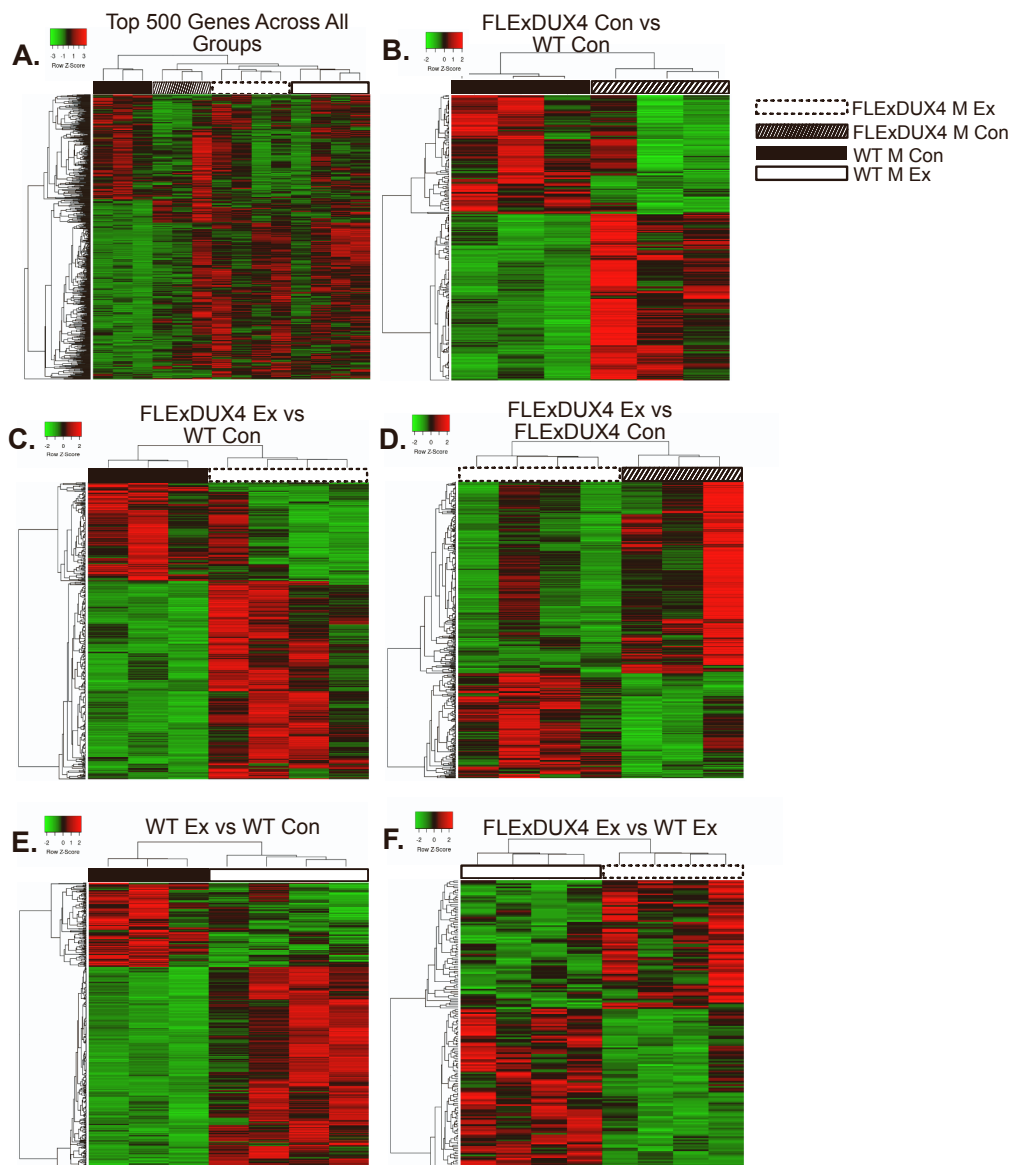 A.
Top 500 Genes Across All
Groups
-3 -1 1 3
Row Z-Score
B.
FLExDUX4 Con vs
WT Con
-2 -1 0 1 2
Row Z-Score
FLExDUX4 M Ex
FLExDUX4 M Con
WT M Con
WT M Ex
C.
FLExDUX4 Ex vs
WT Con
-2 0 1 2
Row Z-Score
D.
FLExDUX4 Ex vs
FLExDUX4 Con
-2 0 1 2
Row Z-Score
E.
WT Ex vs WT Con
-2 0 1 2
Row Z-Score
F.
FLExDUX4 Ex vs WT Ex
-2 0 2
Row Z-Score